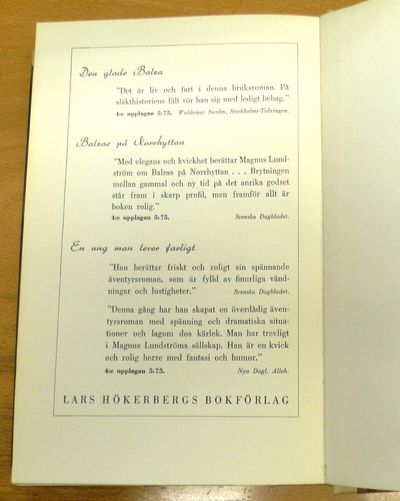 Den glade Balza
"Det är liv och fart i denna bruksroman. På
släkthistoriens fält rör han sig med ledigt behag."
4:e upplagan 5:75. Waldemar Swahn, Stockholms-Tidningen.
Balzas på Norrhyttan
"Med elegans och kvickhet berättar Magnus Lund-
ström om Balzas på Norrhyttan . . . Brytningen
mellan gammal och ny tid på det anrika godset
står fram i skarp profil, men framför allt är
boken rolig."
4:e upplagan 5:75. Svenska Dagbladet.
En ung man lever farligt
"Han berättar friskt och roligt sin spännande
äventyrsroman, som är fylld av finurliga vänd-
ningar och lustigheter." Svenska Dagbladet.
"Denna gång har han skapat en överdådig även-
tyrsroman med spänning och dramatiska situa-
tioner och lagom dos kärlek. Man har trevligt
i Magnus Lundströms sällskap. Han är en kvick
och rolig herre med fantasi och humor."
4:e upplagan 5:75. Nya Dagl. Alleh.
LARS HÖKERBERGS BOKFÖRLAG